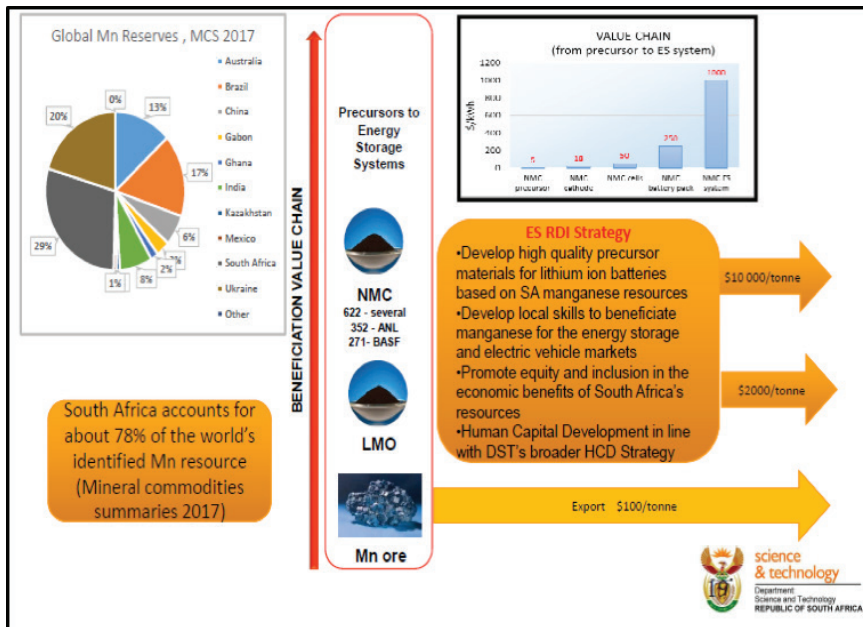 Global Mn Reserves , MCS 2017
Australia
Brazil
China
Gabon
Ghana
India
Kazakhstan
Mexico
South Africa
Ukraine
Other
0%
13%
17%
6%
2%
8%
1%
29%
20%
South Africa accounts for
about 78% of the world's
identified Mn resource
(Mineral commodities
summaries 2017)
BENEFICIATION VALUE CHAIN
Precursors to
Energy
Storage
Systems
NMC
622 - several
352 - ANL
271- BASF
LMO
Mn ore
VALUE CHAIN
(from precursor to ES system)
$/kWh
1200
1000
800
600
400
200
0
5
10
50
250
1000
NMC
precursor
NMC
cathode
NMC cells
NMC
battery pack
NMC ES
system
ES RDI Strategy
•Develop high quality precursor
materials for lithium ion batteries
based on SA manganese resources
•Develop local skills to beneficiate
manganese for the energy storage
and electric vehicle markets
•Promote equity and inclusion in the
economic benefits of South Africa's
resources
•Human Capital Development in line
with DST's broader HCD Strategy
$10 000/tonne
$2000/tonne
Export $100/tonne
science
& technology
Department:
Science and Technology
REPUBLIC OF SOUTH AFRICA